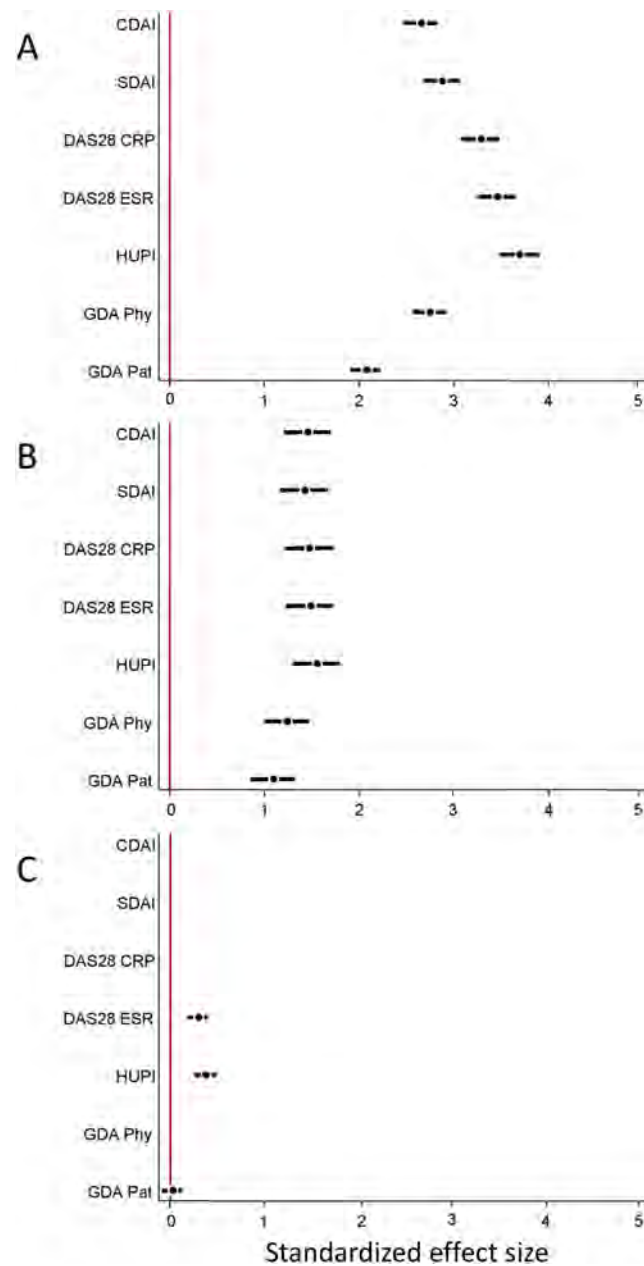 A
CDAI
SDAI
DAS28 CRP
DAS28 ESR
HUPI
GDA Phy
GDA Pat
0 1 2 3 4 5
B
CDAI
SDAI
DAS28 CRP
DAS28 ESR
HUPI
GDA Phy
GDA Pat
0 1 2 3 4 5
C
CDAI
SDAI
DAS28 CRP
DAS28 ESR
HUPI
GDA Phy
GDA Pat
0 1 2 3 4 5
Standardized effect size